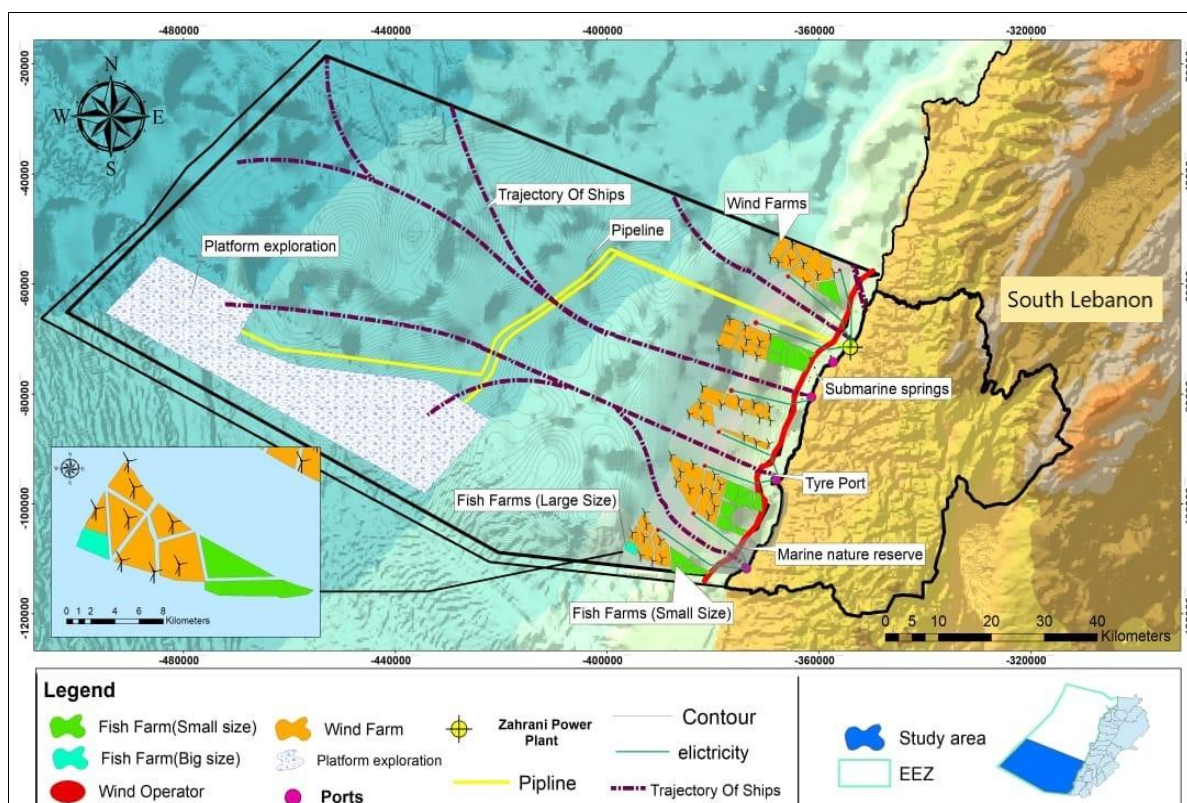 -480000 -440000 -400000 -360000 -320000
-20000
-40000
-60000
-80000
-100000
-120000
N
W E
S
Wind Farms
Trajectory Of Ships
Pipeline
Platform exploration
South Lebanon
Submarine springs
Tyre Port
Fish Farms (Large Size)
Marine nature reserve
Fish Farms (Small Size)
0 1 2 4 6 8
Kilometers
0 5 10 20 30 40
Kilometers
-480000 -440000 -400000 -360000 -320000
Legend
Fish Farm(Small size)
Fish Farm(Big size)
Wind Operator
Wind Farm
Platform exploration
Ports
Zahrani Power
Plant
Pipline
Contour
elictricity
Trajectory Of Ships
Study area
EEZ